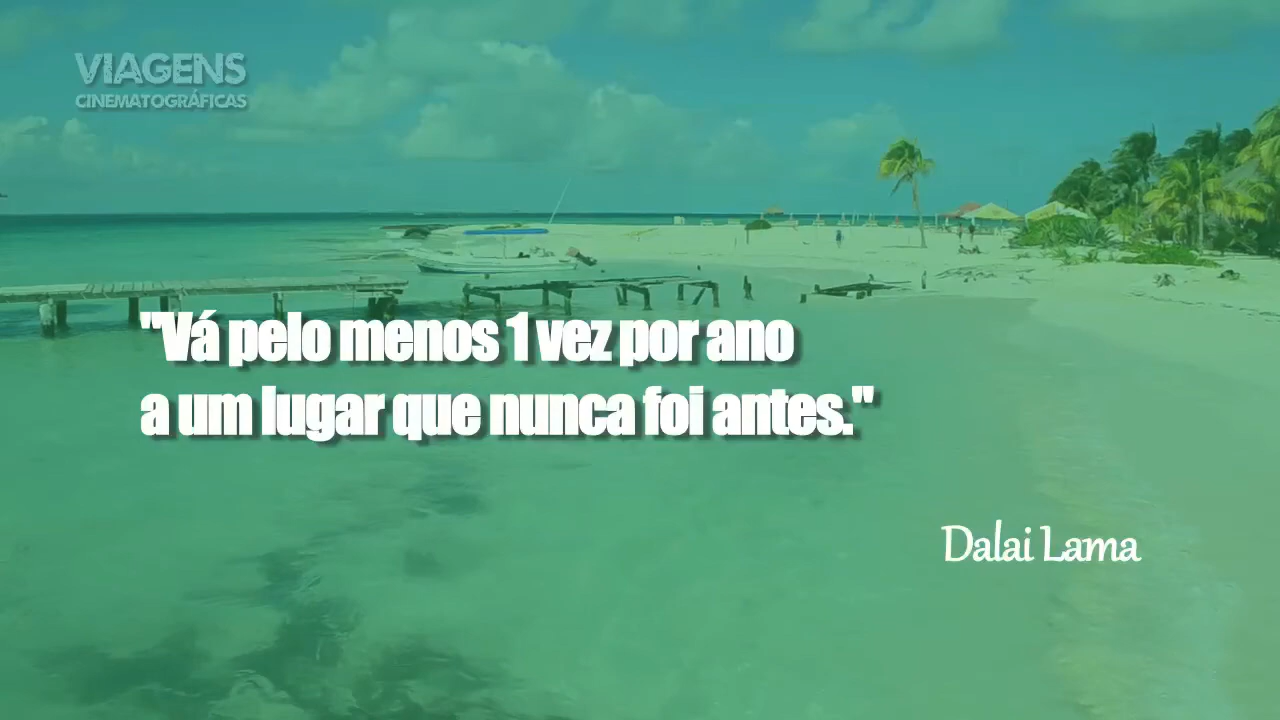 VIAGENS
CINEMATOGRÁFICAS
"Vá pelo menos 1 vez por ano
a um lugar que nunca foi antes."
Dalai Lama